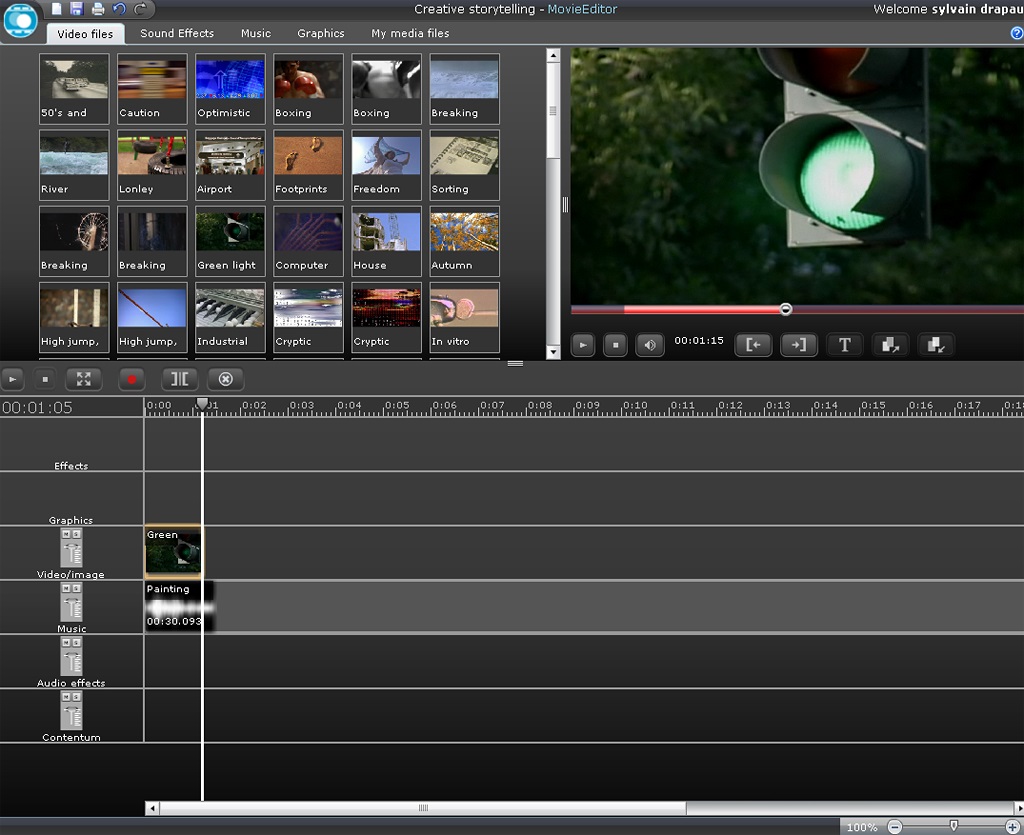 Creative storytelling - MovieEditor
Welcome sylvain drapau
Video files
Sound Effects
Music
Graphics
My media files
?
50's and
Caution
Optimistic
Boxing
Boxing
Breaking
River
Lonley
Airport
Footprints
Freedom
Sorting
Breaking
Breaking
Green light
Computer
House
Autumn
High jump,
High jump,
Industrial
Cryptic
Cryptic
In vitro
00:01:15
T
00:01:05
0:00 :01 0:02 0:03 0:04 0:05 0:06 0:07 0:08 0:09 0:10 0:11 0:12 0:13 0:14 0:15 0:16 0:17 0:18
Effects
Graphics
M S
Green
Video/image
M S
Painting
00:30.093
Music
M S
Audio effects
M S
Contentum
100%